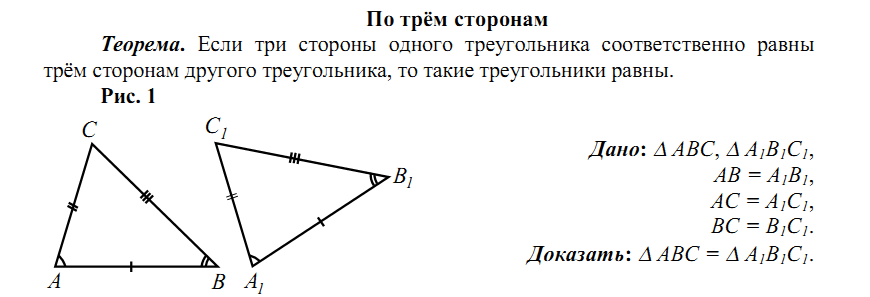 По трём сторонам
Теорема. Если три стороны одного треугольника соответственно равны
трём сторонам другого треугольника, то такие треугольники равны.
Рис. 1
C
C₁
B₁
A
B
A₁
Дано: Δ ABC, Δ A₁B₁C₁,
AB = A₁B₁,
AC = A₁C₁,
BC = B₁C₁.
Доказать: Δ ABC = Δ A₁B₁C₁.